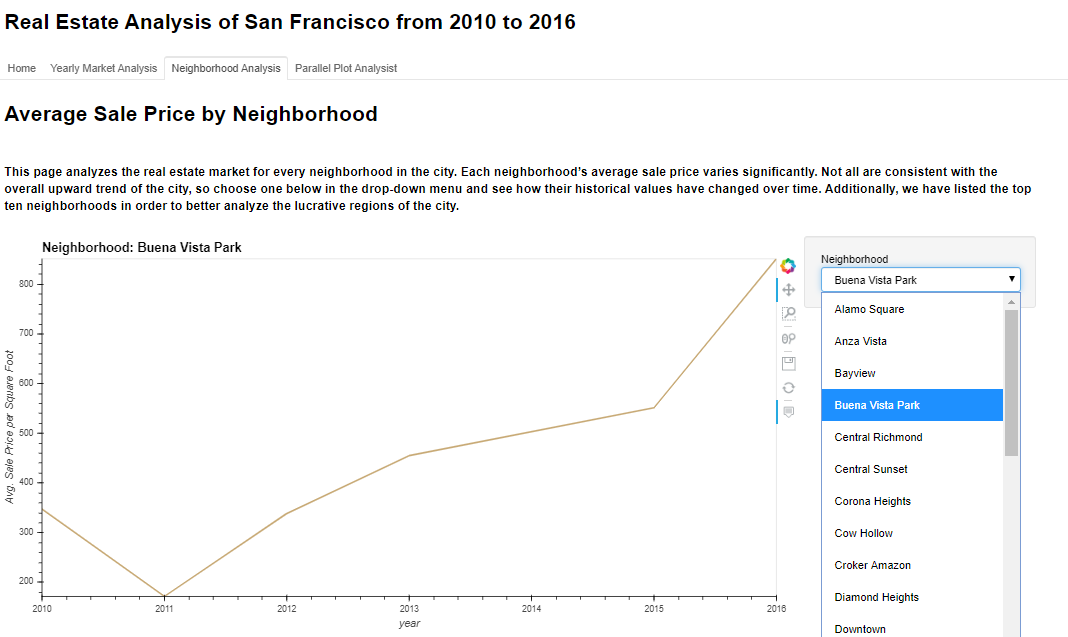 Real Estate Analysis of San Francisco from 2010 to 2016
Home Yearly Market Analysis Neighborhood Analysis Parallel Plot Analysist
Average Sale Price by Neighborhood
This page analyzes the real estate market for every neighborhood in the city. Each neighborhood's average sale price varies significantly. Not all are consistent with the
overall upward trend of the city, so choose one below in the drop-down menu and see how their historical values have changed over time. Additionally, we have listed the top
ten neighborhoods in order to better analyze the lucrative regions of the city.
Neighborhood: Buena Vista Park
Avg. Sale Price per Square Foot
800
700
600
500
400
300
200
2010 2011 2012 2013 2014 2015 2016
year
Neighborhood
Buena Vista Park
Alamo Square
Anza Vista
Bayview
Buena Vista Park
Central Richmond
Central Sunset
Corona Heights
Cow Hollow
Croker Amazon
Diamond Heights
Downtown